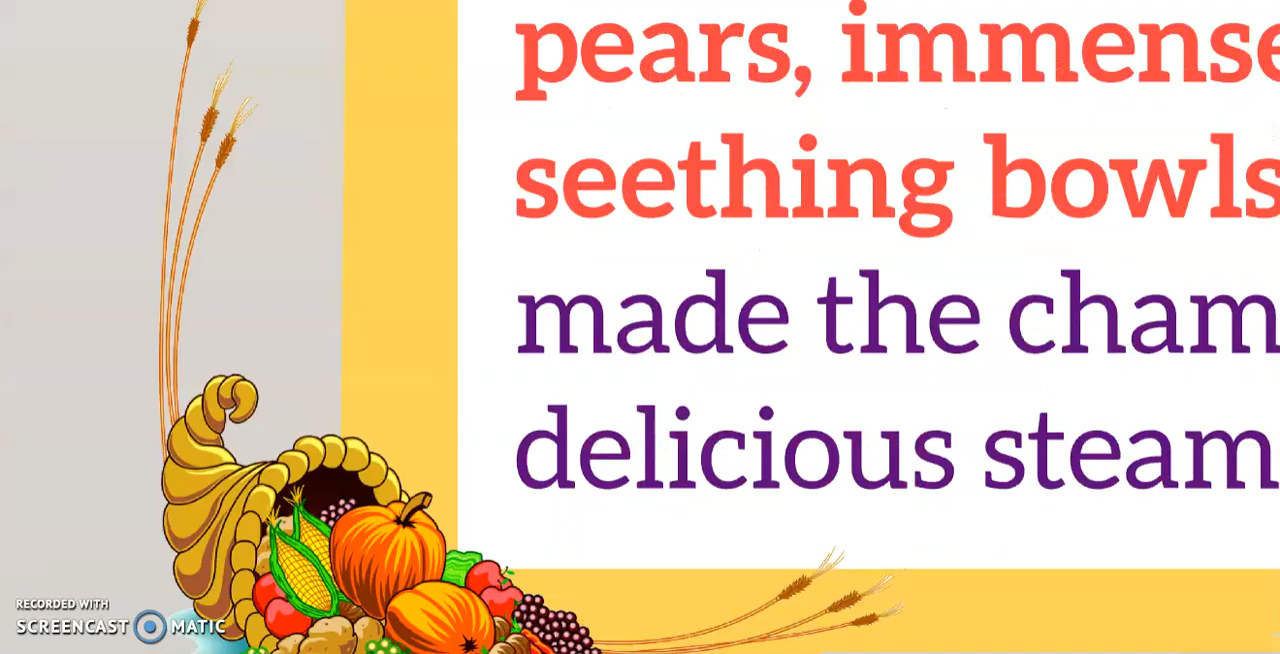 pears, immense
seething bowls
made the cham
delicious steam
RECORDED WITH
SCREENCAST MATIC